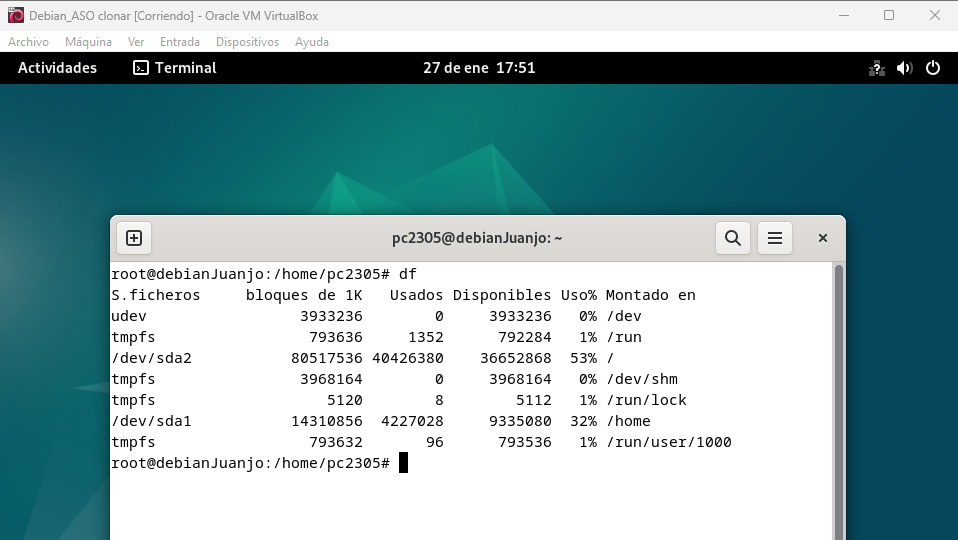 Debian_ASO clonar [Corriendo] - Oracle VM VirtualBox
Archivo Máquina Ver Entrada Dispositivos Ayuda
Actividades Terminal 27 de ene 17:51
pc2305@debianJuanjo: ~
root@debianJuanjo:/home/pc2305# df
S.ficheros bloques de 1K Usados Disponibles Uso% Montado en
udev 3933236 0 3933236 0% /dev
tmpfs 793636 1352 792284 1% /run
/dev/sda2 80517536 40426380 36652868 53% /
tmpfs 3968164 0 3968164 0% /dev/shm
tmpfs 5120 8 5112 1% /run/lock
/dev/sda1 14310856 4227028 9335080 32% /home
tmpfs 793632 96 793536 1% /run/user/1000
root@debianJuanjo:/home/pc2305#